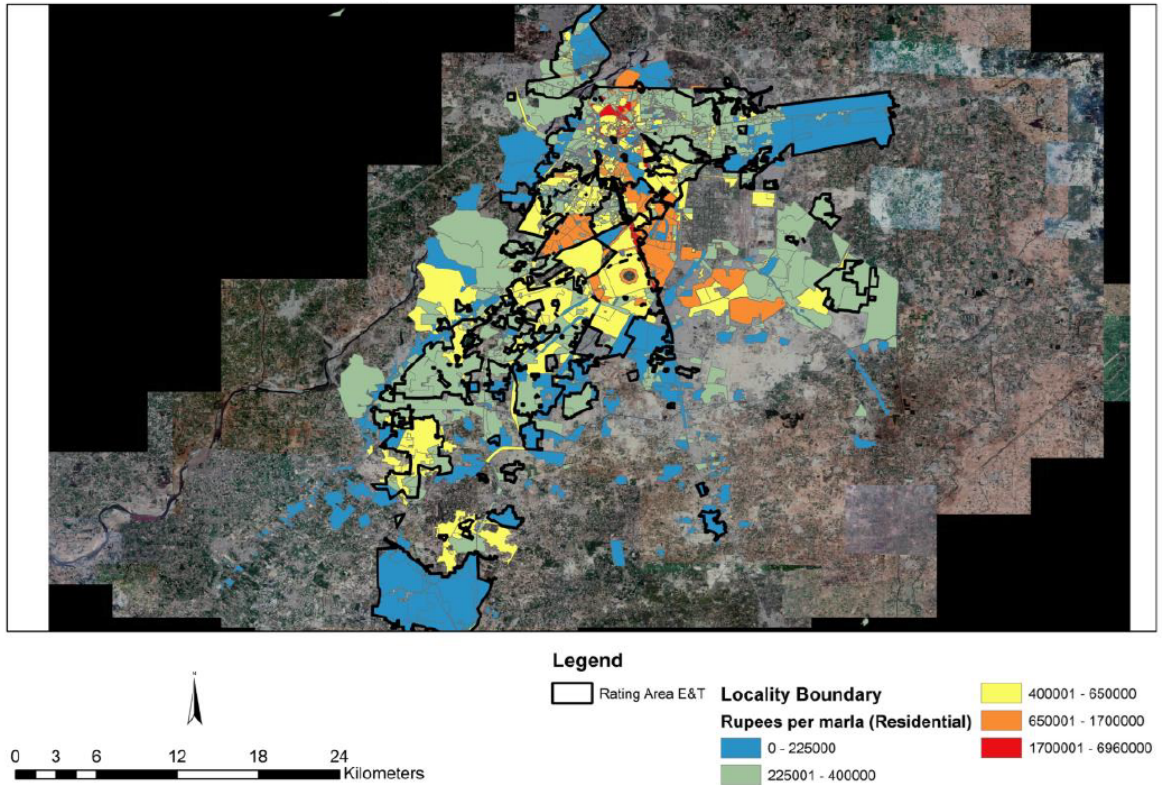 N
Legend
Rating Area E&T
Locality Boundary
Rupees per marla (Residential)
0 - 225000
225001 - 400000
400001 - 650000
650001 - 1700000
1700001 - 6960000
0 3 6 12 18 24
Kilometers